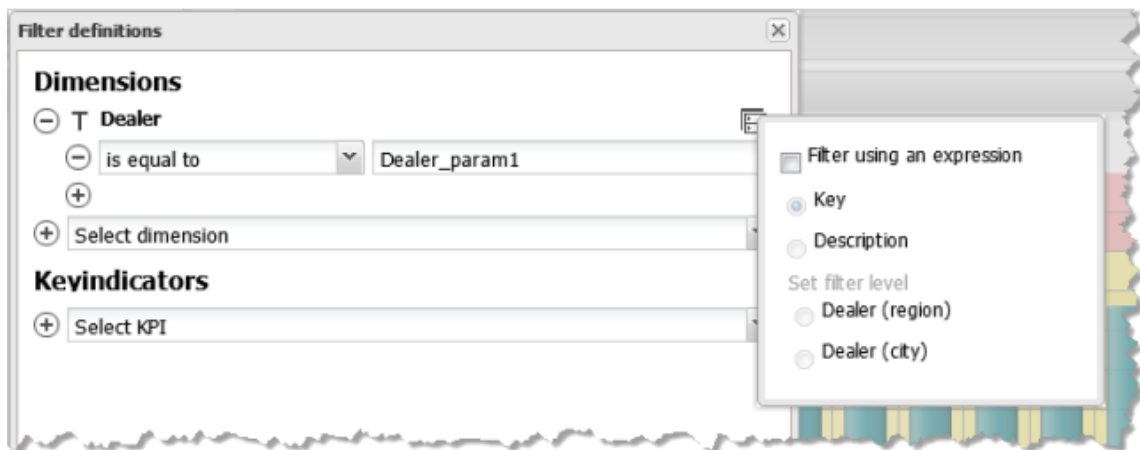 Filter definitions
Dimensions
Dealer
is equal to
Dealer_param1
Select dimension
Keyindicators
Select KPI
Filter using an expression
Key
Description
Set filter level
Dealer (region)
Dealer (city)